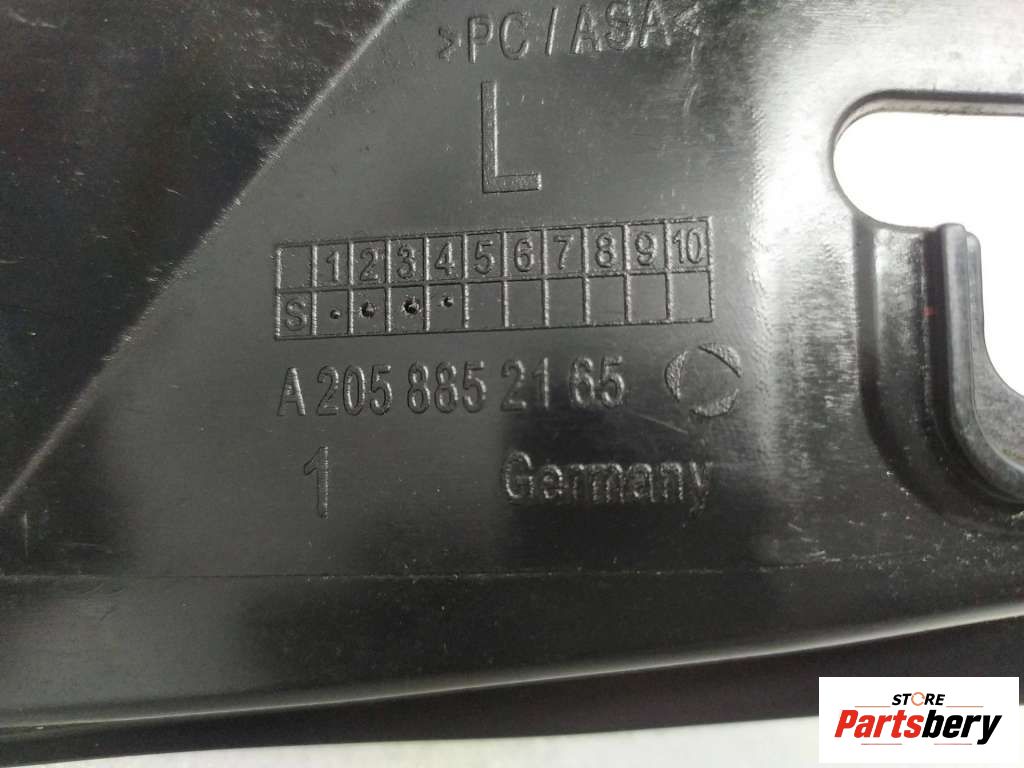 >PC/ASA<
L
1 2 3 4 5 6 7 8 9 10
S
A 205 885 21 65
1 Germany
STORE
Partsbery